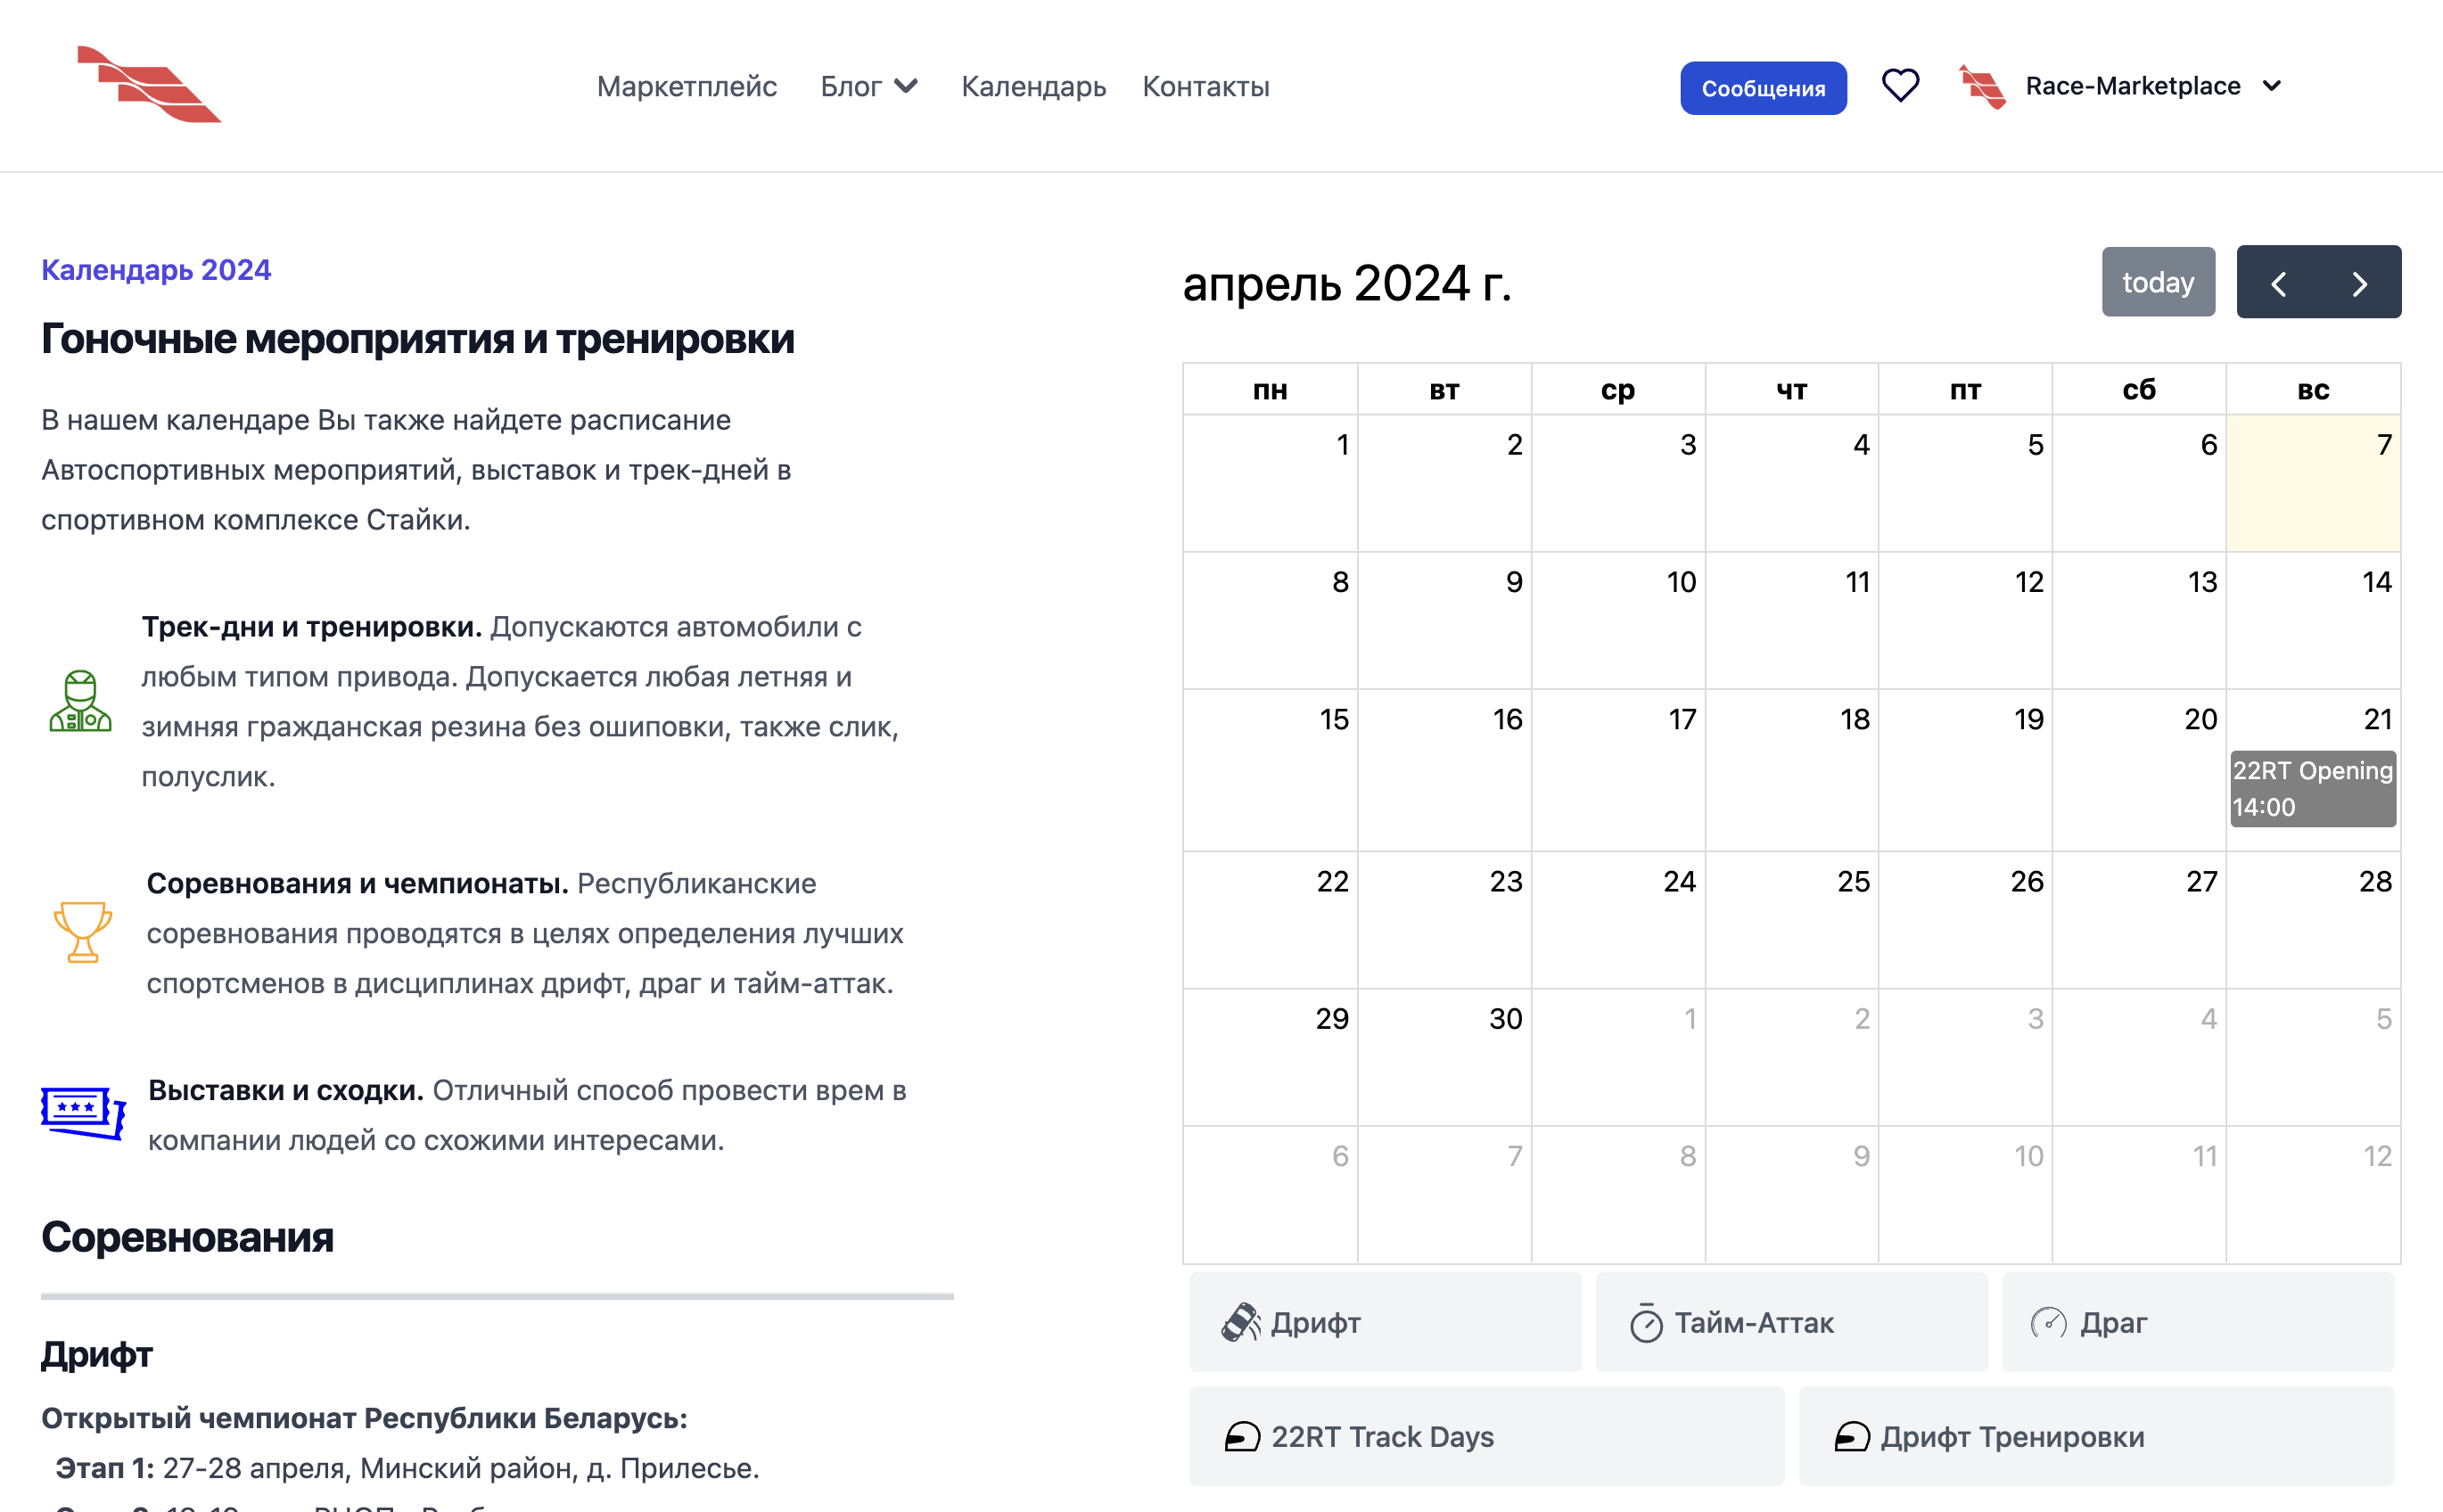 Маркетплейс Блог Календарь Контакты Сообщения Race-Marketplace
Календарь 2024
Гоночные мероприятия и тренировки
В нашем календаре Вы также найдете расписание
Автоспортивных мероприятий, выставок и трек-дней в
спортивном комплексе Стайки.
Трек-дни и тренировки. Допускаются автомобили с
любым типом привода. Допускается любая летняя и
зимняя гражданская резина без ошиповки, также слик,
полуслик.
Соревнования и чемпионаты. Республиканские
соревнования проводятся в целях определения лучших
спортсменов в дисциплинах дрифт, драг и тайм-аттак.
Выставки и сходки. Отличный способ провести врем в
компании людей со схожими интересами.
Соревнования
Дрифт
Открытый чемпионат Республики Беларусь:
Этап 1: 27-28 апреля, Минский район, д. Прилесье.
апрель 2024 г.
today
пн вт ср чт пт сб вс
1 2 3 4 5 6 7
8 9 10 11 12 13 14
15 16 17 18 19 20 21
22RT Opening
14:00
22 23 24 25 26 27 28
29 30 1 2 3 4 5
6 7 8 9 10 11 12
Дрифт Тайм-Аттак Драг
22RT Track Days Дрифт Тренировки